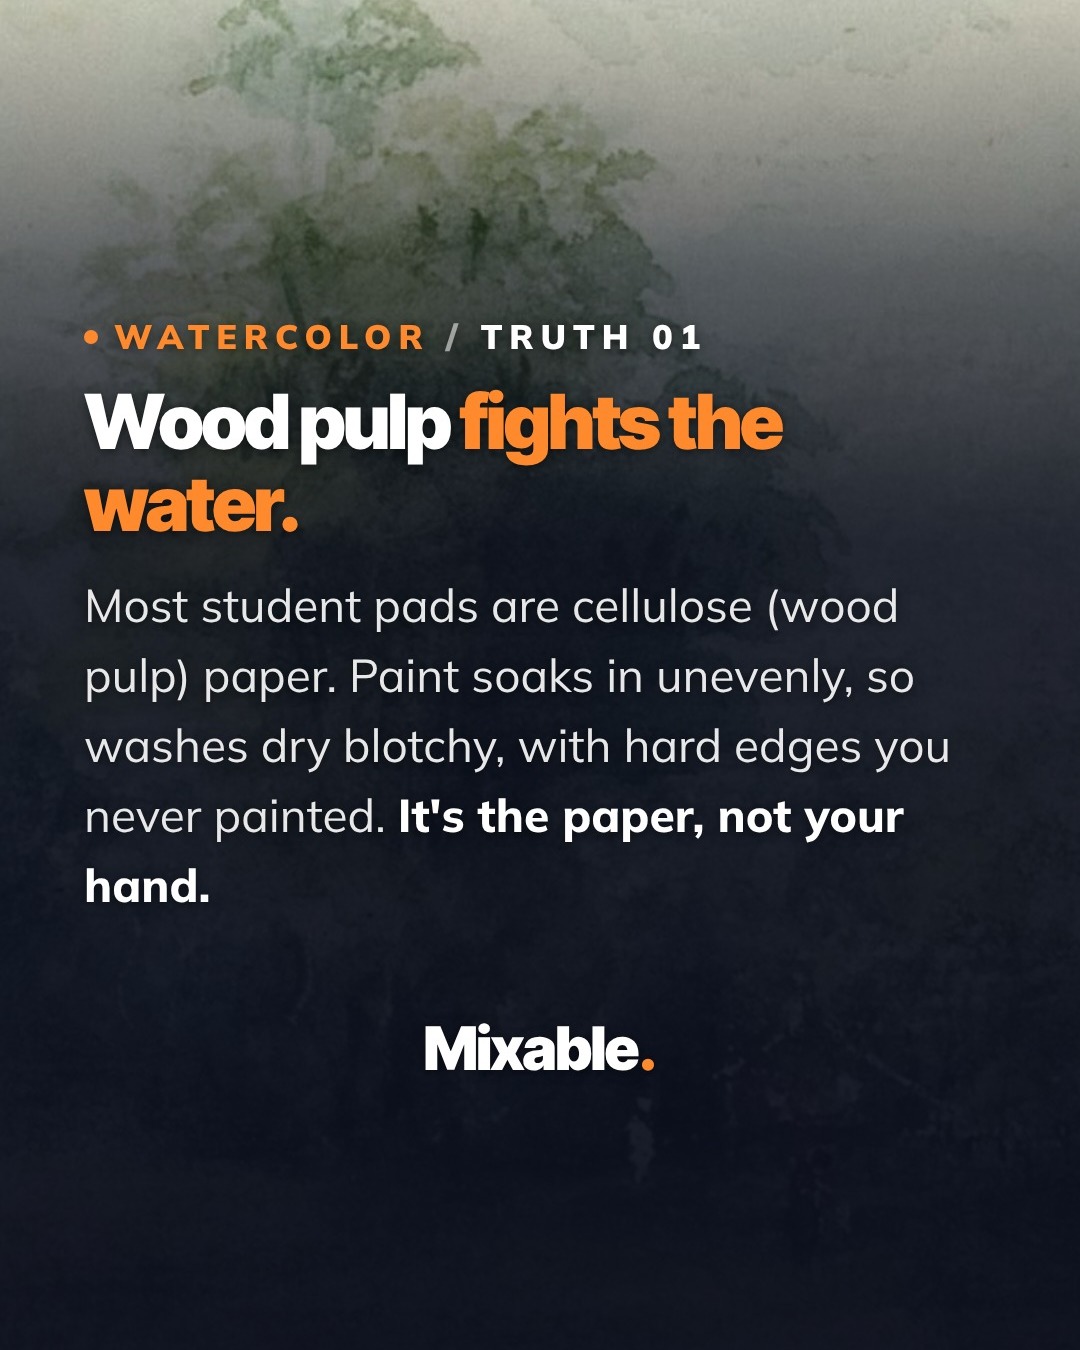 • WATERCOLOR / TRUTH 01
Wood pulp fights the
water.
Most student pads are cellulose (wood
pulp) paper. Paint soaks in unevenly, so
washes dry blotchy, with hard edges you
never painted. It's the paper, not your
hand.
Mixable.